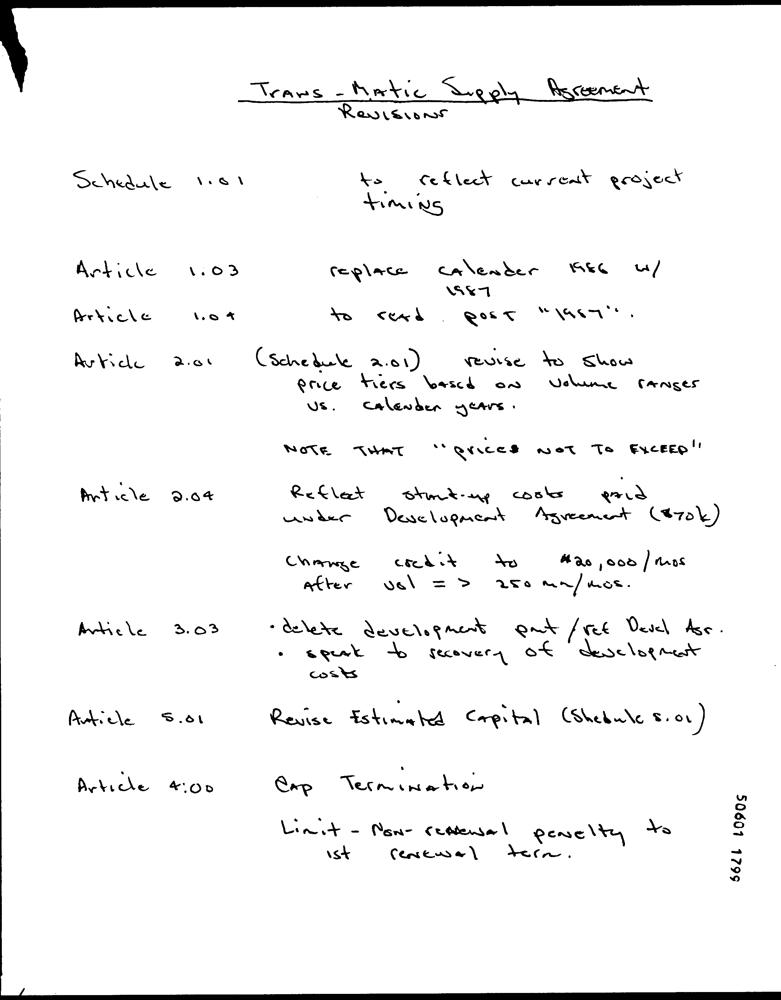 Trans-Matic Supply Agreement
Revisions
Schedule 1.01 to reflect current project
timing
Article 1.03 replace calender 1986 w/
1987
Article 1.04 to read post "1987".
Article 2.01 (Schedule 2.01) revise to show
price tiers based on volume ranges
vs. calender years.
NOTE THAT "prices NOT TO EXCEED"
Article 2.04 Reflect start-up costs paid
under Development Agreement ($70k)
Change credit to $20,000/mos
After vol => 250 mm/mos.
Article 3.03 • delete development pmt/ref Devel Agr.
• speak to recovery of development
costs
Article 5.01 Revise Estimated Capital (Shedule 5.01)
Article 4:00 Cap Termination
Limit - Non-renewal penelty to
1st renewal term.
50601 1799